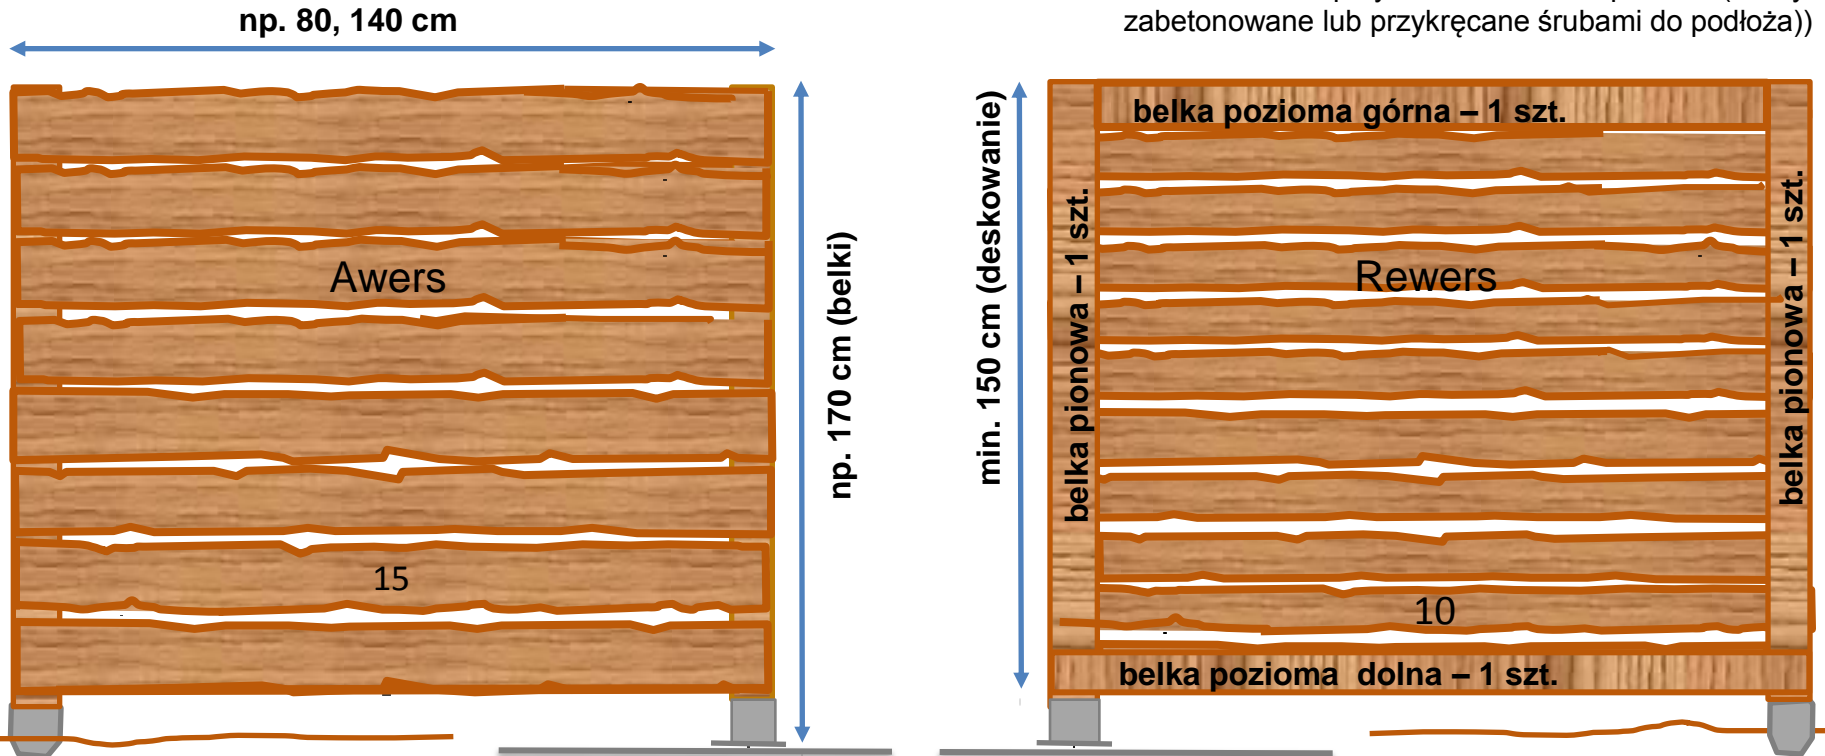 np. 80, 140 cm
zabetonowane lub przykręcane śrubami do podłoża))
belka pozioma górna – 1 szt.
Awers
Rewers
np. 170 cm (belki)
min. 150 cm (deskowanie)
belka pionowa – 1 szt.
belka pionowa – 1 szt.
15
10
belka pozioma  dolna – 1 szt.